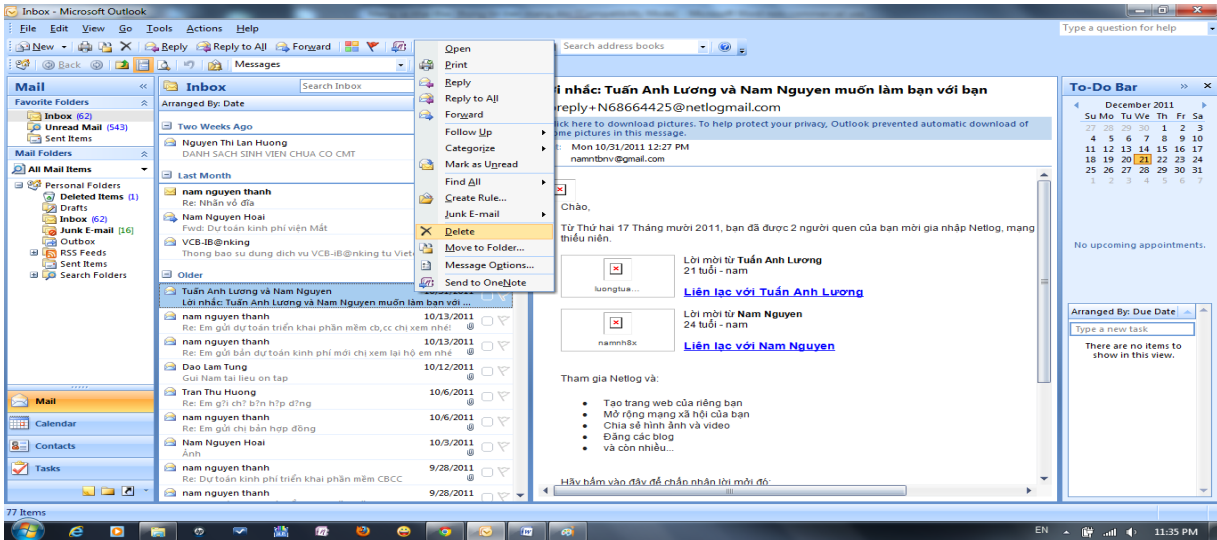 Inbox - Microsoft Outlook
File Edit View Go Tools Actions Help
Type a question for help
New Reply Reply to All Forward
Search address books
Back Messages
Mail
Favorite Folders
Inbox (62)
Unread Mail (543)
Sent Items
Mail Folders
All Mail Items
Personal Folders
Deleted Items (1)
Drafts
Inbox (62)
Junk E-mail [16]
Outbox
RSS Feeds
Sent Items
Search Folders
Mail
Calendar
Contacts
Tasks
77 Items
Inbox
Search Inbox
Arranged By: Date
Two Weeks Ago
Nguyen Thi Lan Huong
DANH SACH SINH VIEN CHUA CO CMT
Last Month
nam nguyen thanh
Re: Nhãn vỏ đĩa
Nam Nguyen Hoai
Fwd: Dự toán kinh phí viện Mắt
VCB-IB@nking
Thong bao su dung dich vu VCB-iB@nking tu
Older
Tuấn Anh Lương và Nam Nguyen 10/31/2011
Lời nhắc: Tuấn Anh Lương và Nam Nguyen muốn làm bạn với ...
nam nguyen thanh 10/13/2011
Re: Em gửi dự toán triển khai phần mềm cb,cc chị xem nhé!
nam nguyen thanh 10/13/2011
Re: Em gửi bản dự toán kinh phí mới chị xem lại hộ em nhé
Dao Lam Tung 10/12/2011
Gui Nam tai lieu on tap
Tran Thu Huong 10/6/2011
Re: Em g?i ch? b?n h?p d?ng
nam nguyen thanh 10/6/2011
Re: Em gửi chị bản hợp đồng
Nam Nguyen Hoai 10/3/2011
Ảnh
nam nguyen thanh 9/28/2011
Re: Dự toán kinh phí triển khai phần mềm CBCC
nam nguyen thanh 9/28/2011
Open
Print
Reply
Reply to All
Forward
Follow Up
Categorize
Mark as Unread
Find All
Create Rule...
Junk E-mail
Delete
Move to Folder...
Message Options...
Send to OneNote
nhắc: Tuấn Anh Lương và Nam Nguyen muốn làm bạn với bạn
reply+N68664425@netlogmail.com
here to download pictures. To help protect your privacy, Outlook prevented automatic download of
some pictures in this message.
Mon 10/31/2011 12:27 PM
namntbnv@gmail.com
Chào,
Từ Thứ hai 17 Tháng mười 2011, bạn đã được 2 người quen của bạn mời gia nhập Netlog, mạng
thiếu niên.
Lời mời từ Tuấn Anh Lương
21 tuổi - nam
luongtua...
Liên lạc với Tuấn Anh Lương
Lời mời từ Nam Nguyen
24 tuổi - nam
namnh8x
Liên lạc với Nam Nguyen
Tham gia Netlog và:
• Tạo trang web của riêng bạn
• Mở rộng mạng xã hội của bạn
• Chia sẻ hình ảnh và video
• Đăng các blog
• và còn nhiều...
Hãy bấm vào đây để chấp nhận lời mời đó:
To-Do Bar
December 2011
Su Mo Tu We Th Fr Sa
27 28 29 30 1 2 3
4 5 6 7 8 9 10
11 12 13 14 15 16 17
18 19 20 21 22 23 24
25 26 27 28 29 30 31
1 2 3 4 5 6 7
No upcoming appointments.
Arranged By: Due Date
Type a new task
There are no items to
show in this view.
EN 11:35 PM